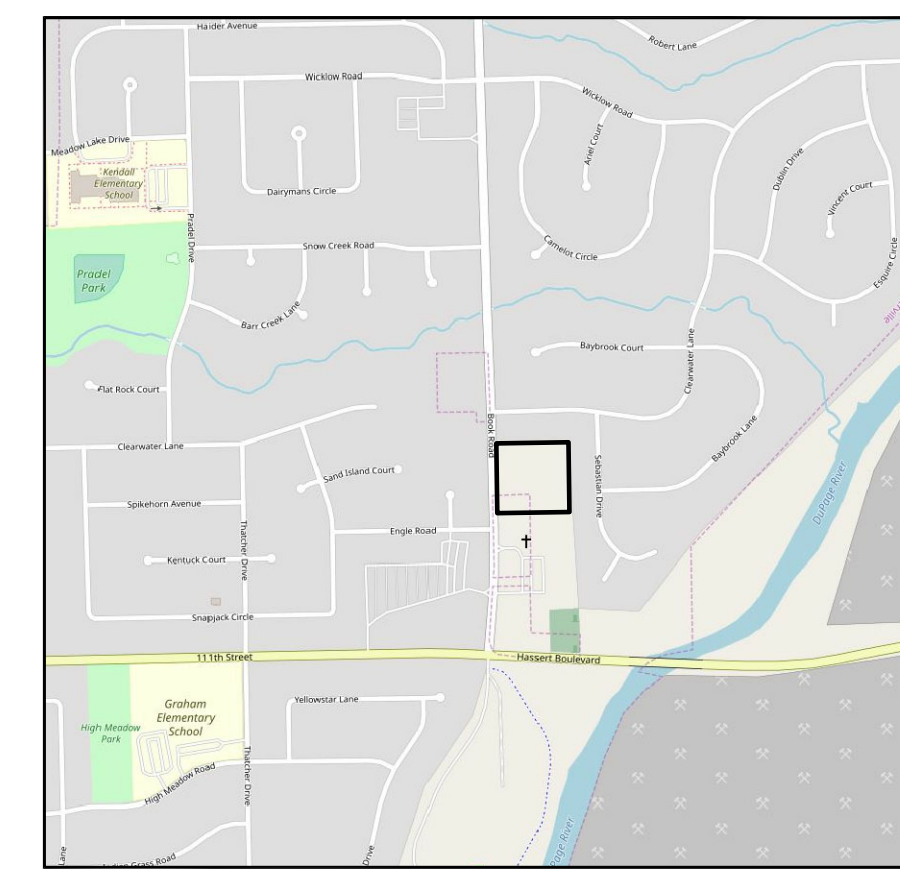 Haider Avenue
Robert Lane
Wicklow Road
Wicklow Road
Meadow Lake Drive
Ariel Court
Dublin Drive
Kendall
Elementary
School
Dairymans Circle
Vincent Court
Pradel Drive
Snow Creek Road
Camelot Circle
Esquire Circle
Pradel
Park
Barr Creek Lane
Baybrook Court
Clearwater Lane
Flat Rock Court
Book Road
Baybrook Lane
Clearwater Lane
Sand Island Court
Sebastian Drive
DuPage River
Spikehorn Avenue
Engle Road
Thatcher Drive
Kentuck Court
Snapjack Circle
111th Street
Hassert Boulevard
Yellowstar Lane
Graham
Elementary
School
High Meadow
Park
Thatcher Drive
High Meadow Road
Lane
Grass Road
Drive
Page River